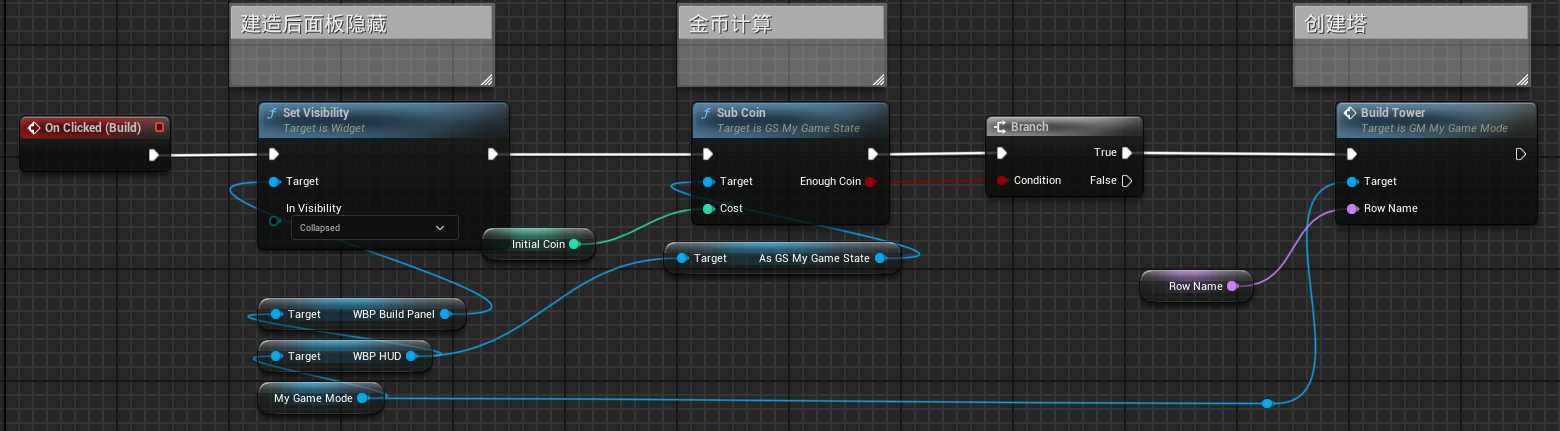 建造后面板隐藏
金币计算
创建塔
On Clicked (Build)
Set Visibility
Target is Widget
Target
In Visibility
Collapsed
Initial Coin
Target WBP Build Panel
Target WBP HUD
My Game Mode
Sub Coin
Target is GS My Game State
Target Enough Coin
Cost
Target As GS My Game State
Branch
True
Condition False
Row Name
Build Tower
Target is GM My Game Mode
Target
Row Name